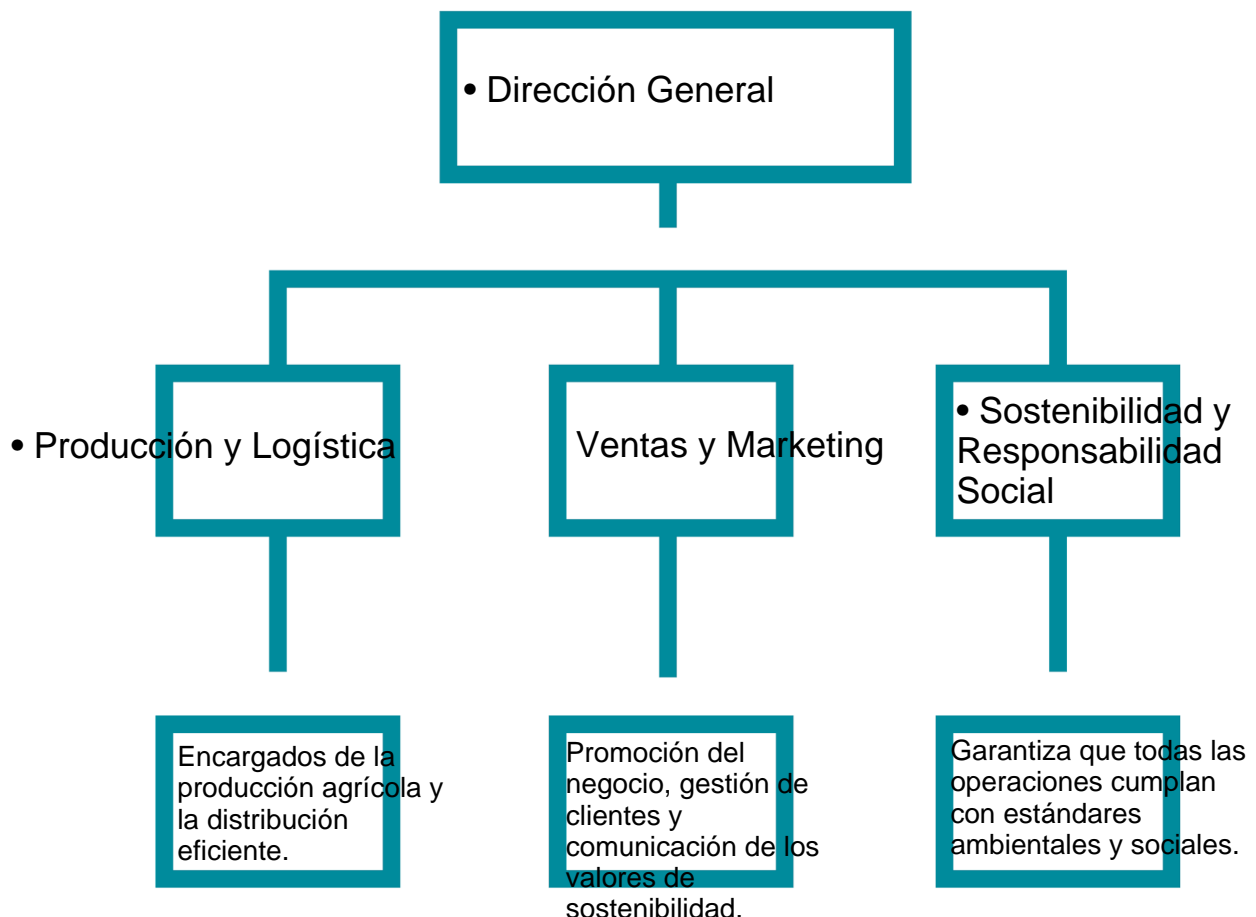 • Dirección General
• Producción y Logística
Ventas y Marketing
• Sostenibilidad y
Responsabilidad
Social
Encargados de la
producción agrícola y
la distribución
eficiente.
Promoción del
negocio, gestión de
clientes y
comunicación de los
valores de
sostenibilidad.
Garantiza que todas las
operaciones cumplan
con estándares
ambientales y sociales.